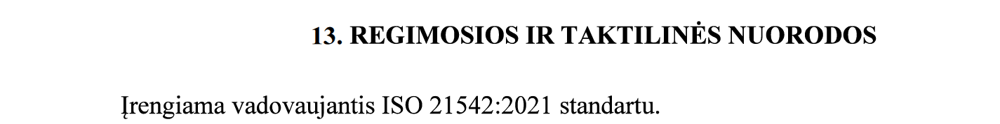 13. REGIMOSIOS IR TAKTILINĖS NUORODOS
Įrengiama vadovaujantis ISO 21542:2021 standartu.